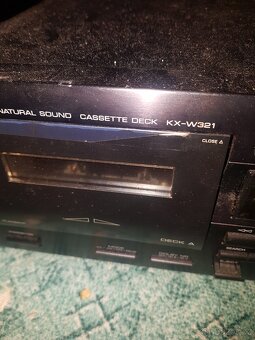 NATURAL SOUND CASSETTE DECK KX-W321
CLOSE
DECK A
SEARCH